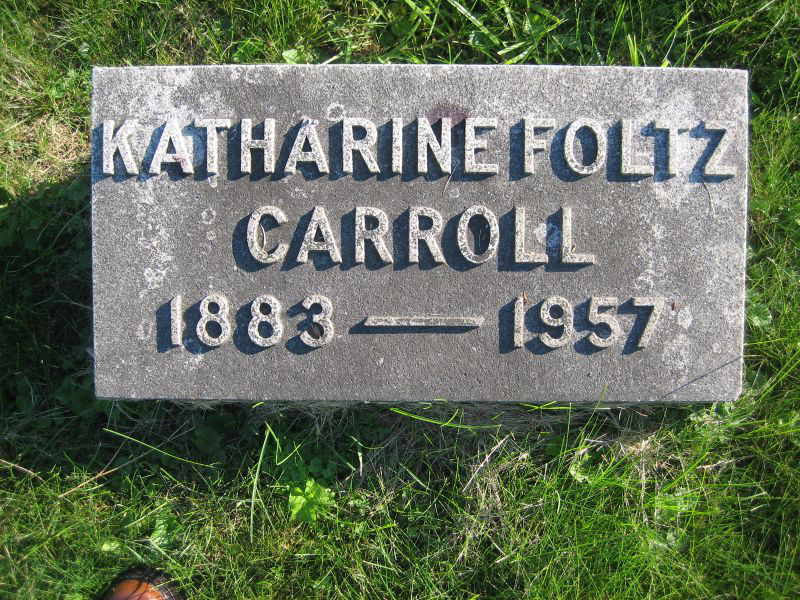 KATHARINE FOLTZ
CARROLL
1883 — 1957